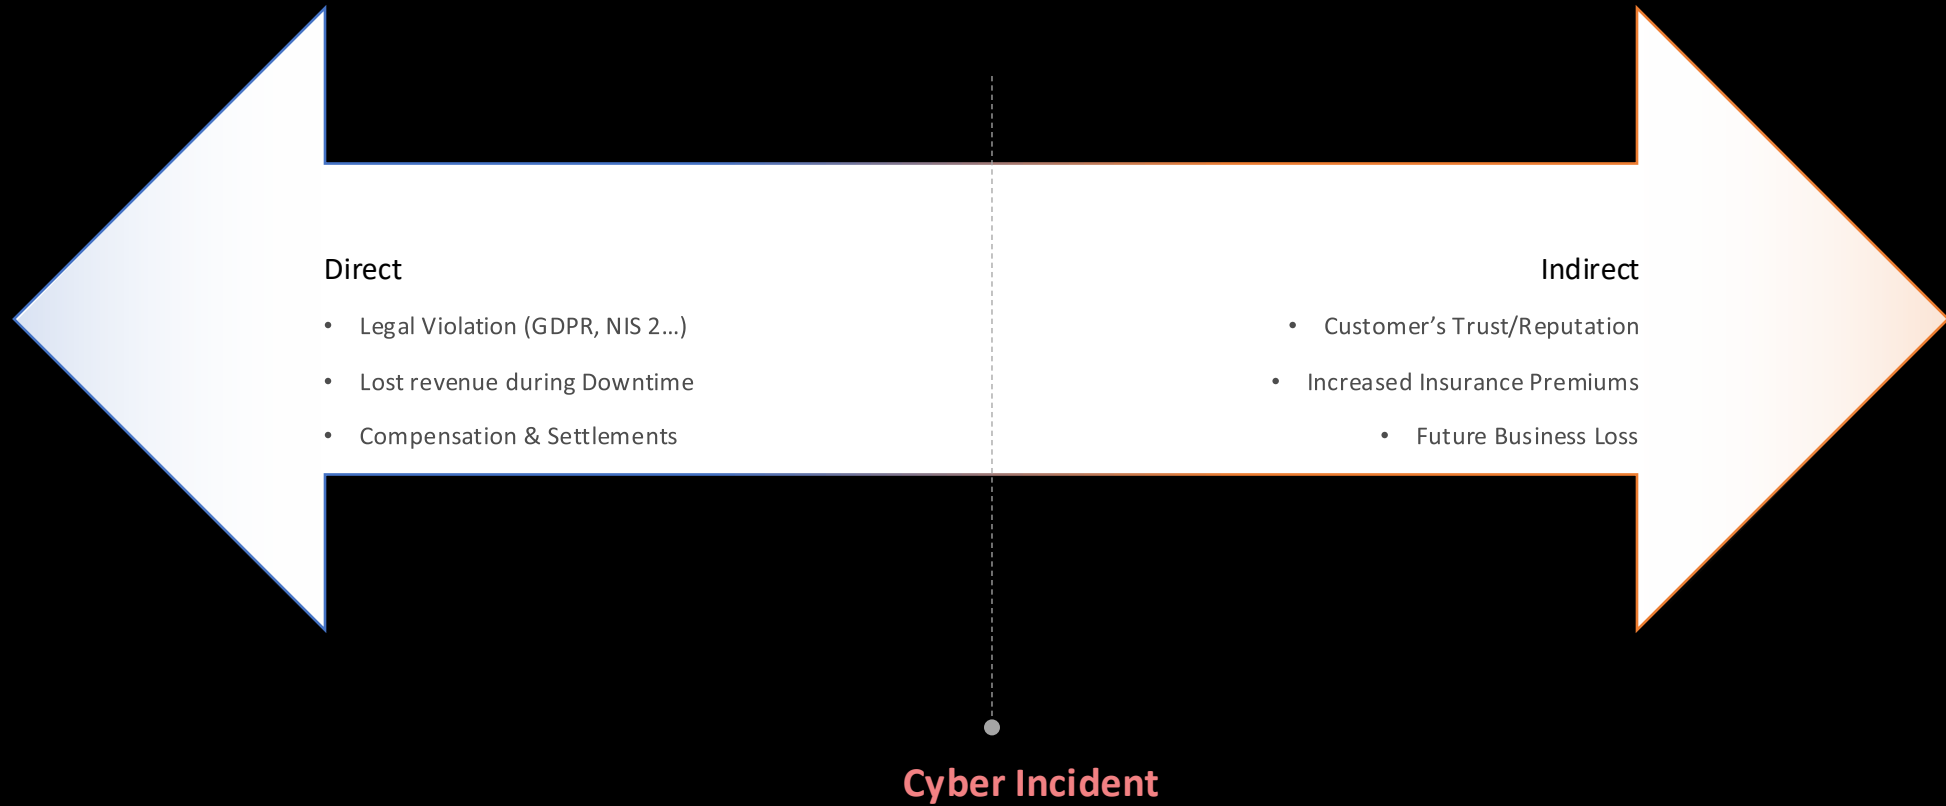 Direct
• Legal Violation (GDPR, NIS 2...)
• Lost revenue during Downtime
• Compensation & Settlements
Indirect
• Customer’s Trust/Reputation
• Increased Insurance Premiums
• Future Business Loss
Cyber Incident